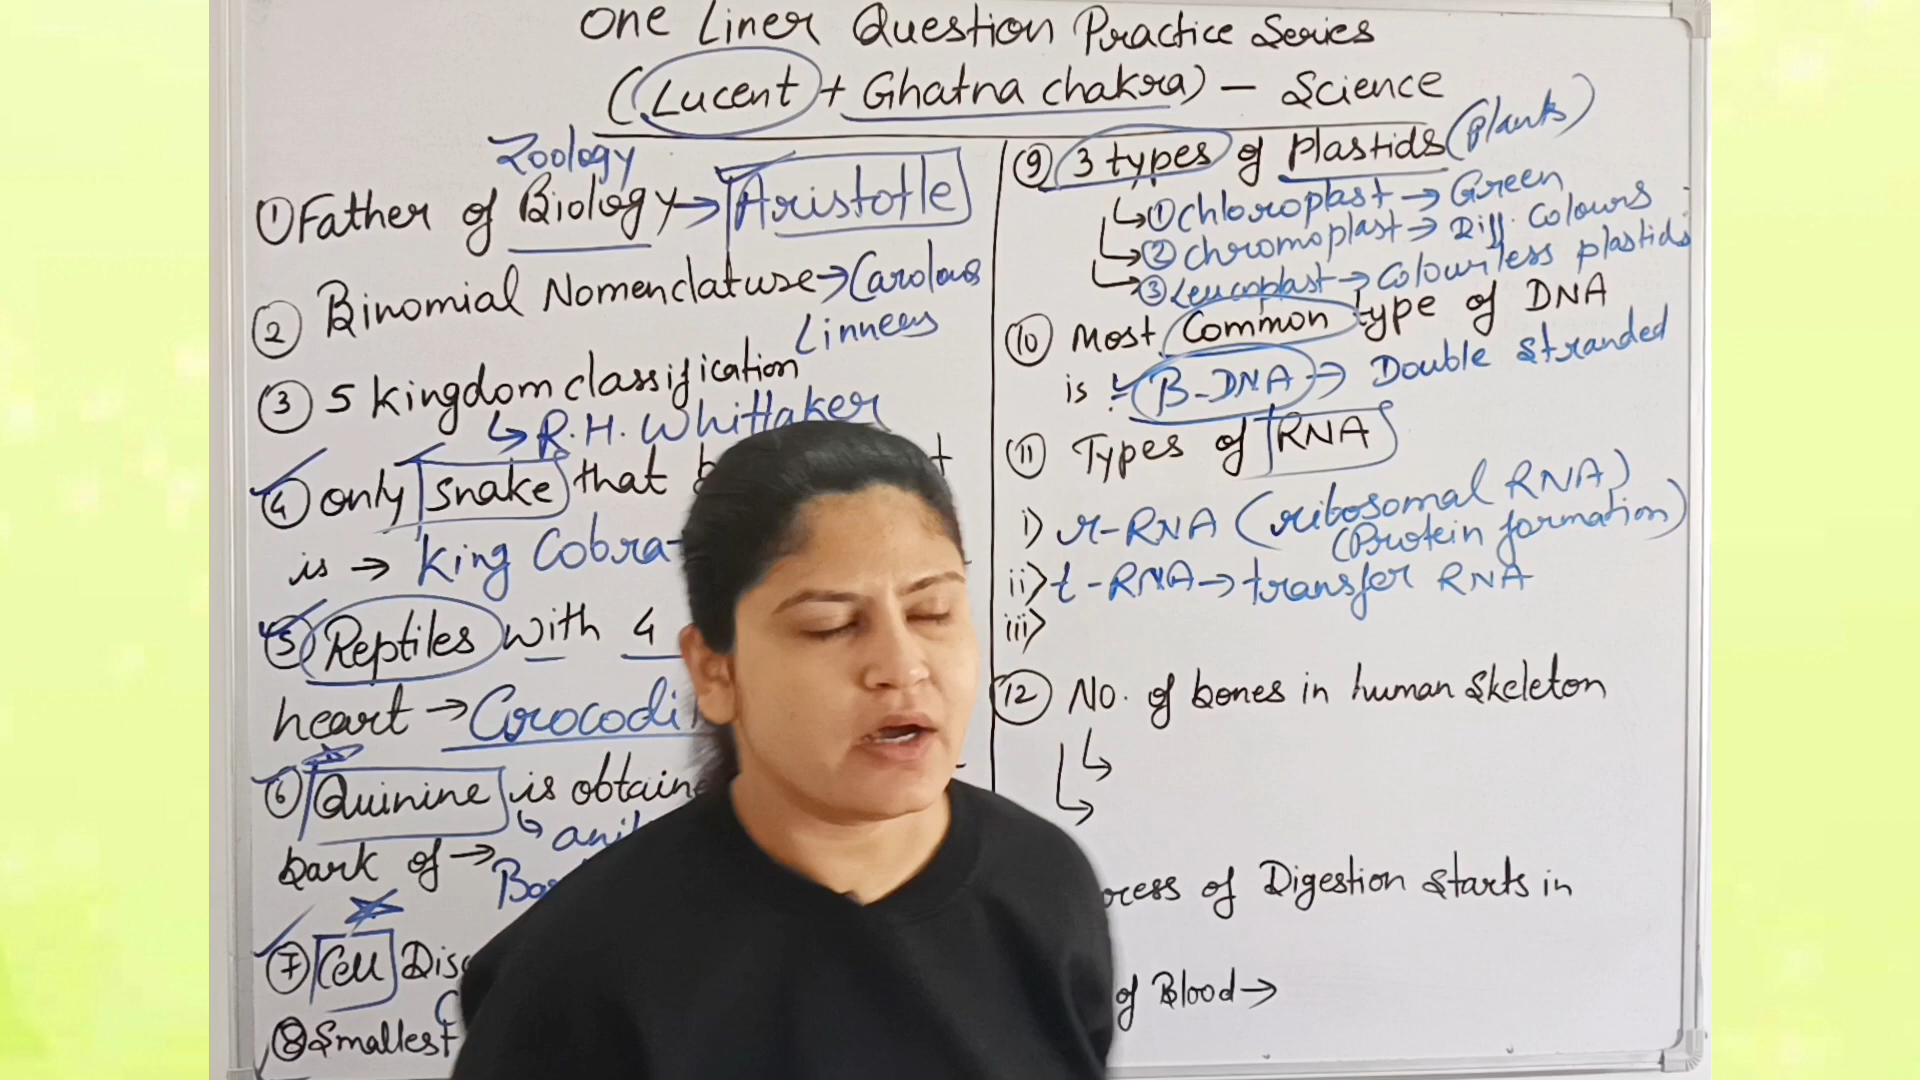 One Liner Question Practice Series
(Lucent + Ghatna chakra) - Science
Zoology
① Father of Biology → Aristotle
② Binomial Nomenclature → Carolous
Linneus
③ 5 kingdom classification
↳ R.H. Whittaker
④ only snake that
is → King Cobra
⑤ Reptiles with 4
heart → Crocodi
⑥ Quinine is obtain
bark of →
⑦ Cell Disc
⑧ Smallest
⑨ 3 types of plastids (Plants)
↳ ① Chloroplast → Green
↳ ② Chromoplast → Diff. Colours
↳ ③ Leucoplast → Colourless plastids
⑩ Most Common type of DNA
is :- B-DNA → Double stranded
⑪ Types of RNA
i) r-RNA (ribosomal RNA)
(Protein formation)
ii) t-RNA → transfer RNA
iii)
⑫ No. of bones in human skeleton
ocess of Digestion starts in
of Blood →